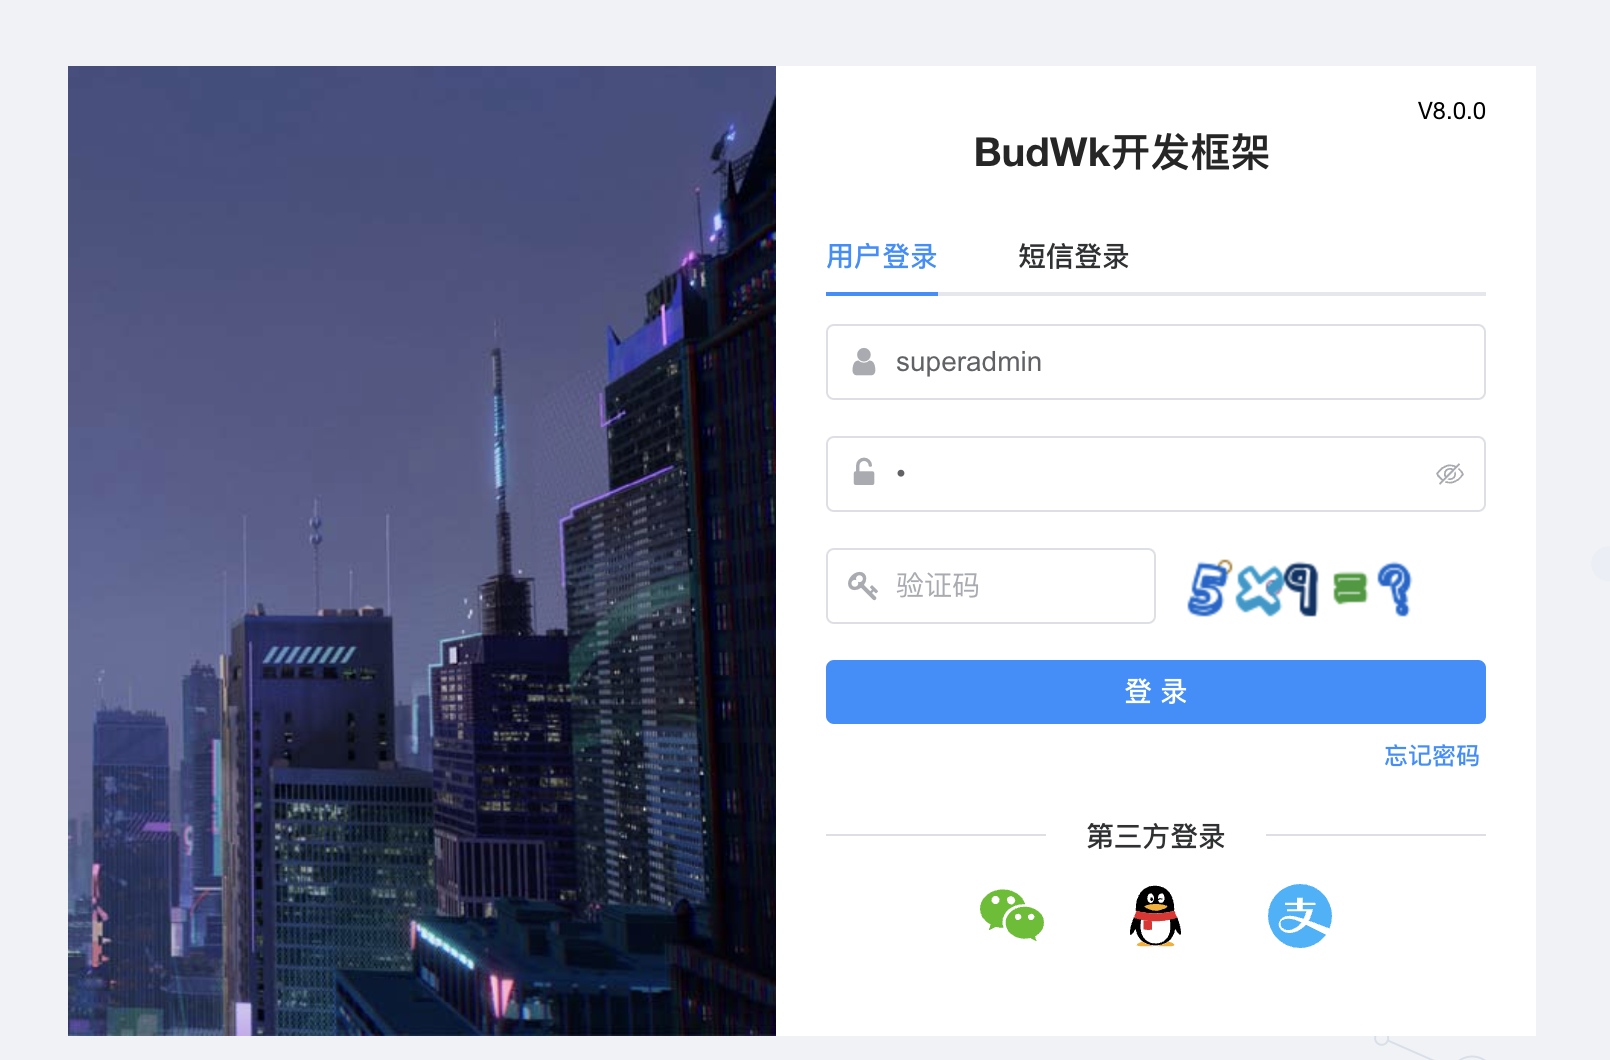 V8.0.0
BudWk开发框架
用户登录 短信登录
superadmin
•
验证码 5×9=?
登 录
忘记密码
第三方登录
支